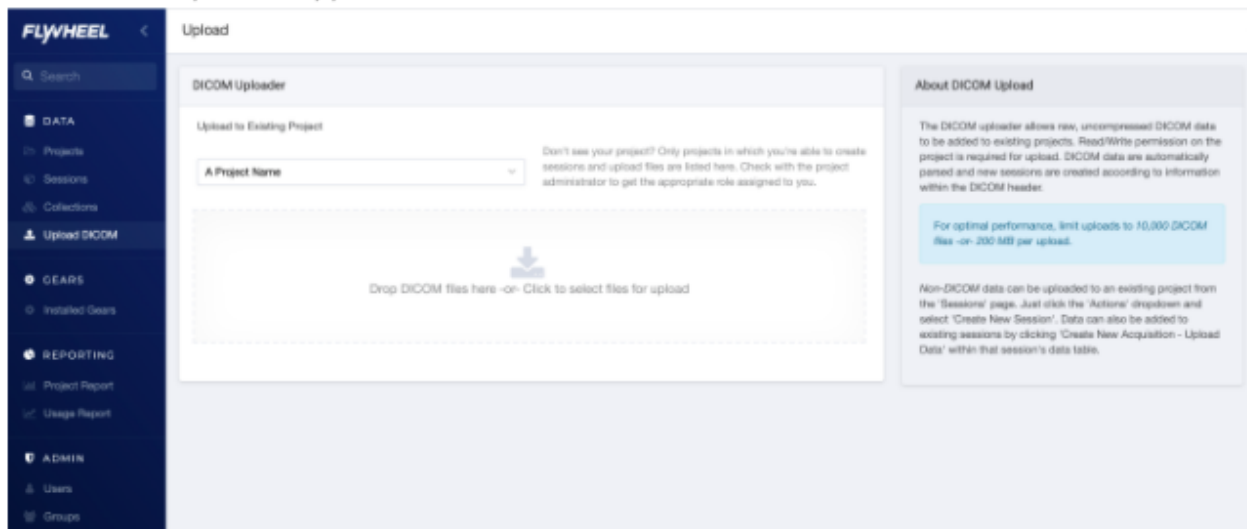 FLYWHEEL
Search
DATA
Projects
Sessions
Collections
Upload DICOM
GEARS
Installed Gears
REPORTING
Project Report
Usage Report
ADMIN
Users
Groups
Upload
DICOM Uploader
Upload to Existing Project
A Project Name
Don't see your project? Only projects in which you're able to create
sessions and upload files are listed here. Check with the project
administrator to get the appropriate role assigned to you.
Drop DICOM files here -or- Click to select files for upload
About DICOM Upload
The DICOM uploader allows raw, uncompressed DICOM data
to be added to existing projects. Read/Write permission on the
project is required for upload. DICOM data are automatically
parsed and new sessions are created according to information
within the DICOM header.
For optimal performance, limit uploads to 10,000 DICOM
files -or- 200 MB per upload.
Non-DICOM data can be uploaded to an existing project from
the 'Sessions' page. Just click the 'Actions' dropdown and
select 'Create New Session'. Data can also be added to
existing sessions by clicking 'Create New Acquisition - Upload
Data' within that session's data table.